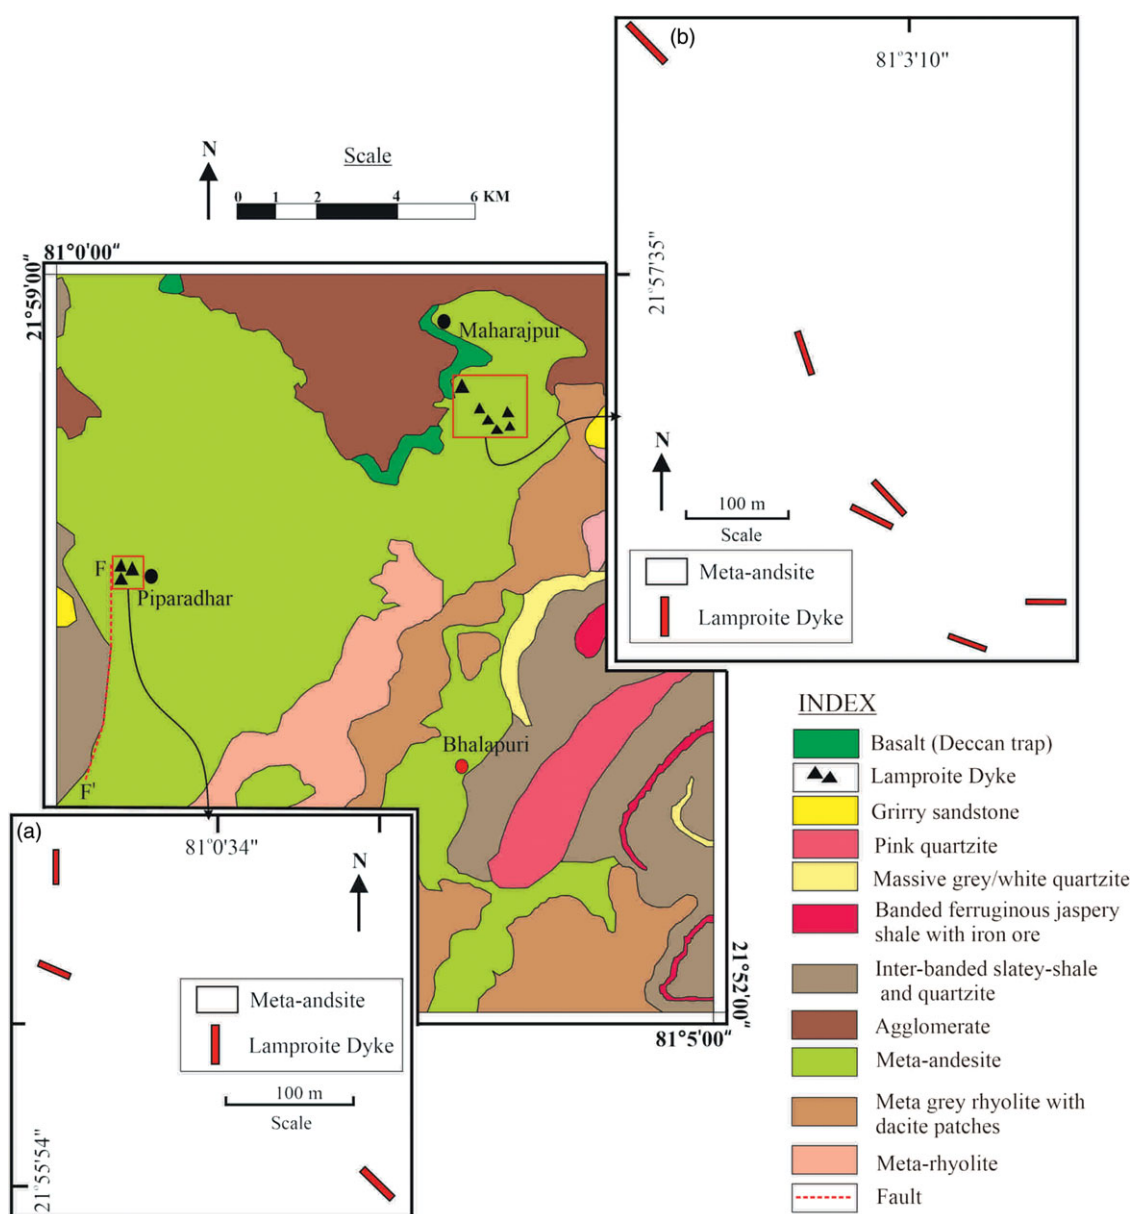 (b)
81°3'10"
N
Scale
0 1 2 4 6 KM
81°0'00"
21°59'00"
21°57'35"
Maharajpur
N
100 m
Scale
F
Piparadhar
Meta-andsite
Lamproite Dyke
Bhalapuri
F'
(a)
81°0'34"
N
Meta-andsite
Lamproite Dyke
100 m
Scale
21°55'54"
21°52'00"
81°5'00"
INDEX
Basalt (Deccan trap)
Lamproite Dyke
Grirry sandstone
Pink quartzite
Massive grey/white quartzite
Banded ferruginous jaspery
shale with iron ore
Inter-banded slatey-shale
and quartzite
Agglomerate
Meta-andesite
Meta grey rhyolite with
dacite patches
Meta-rhyolite
Fault